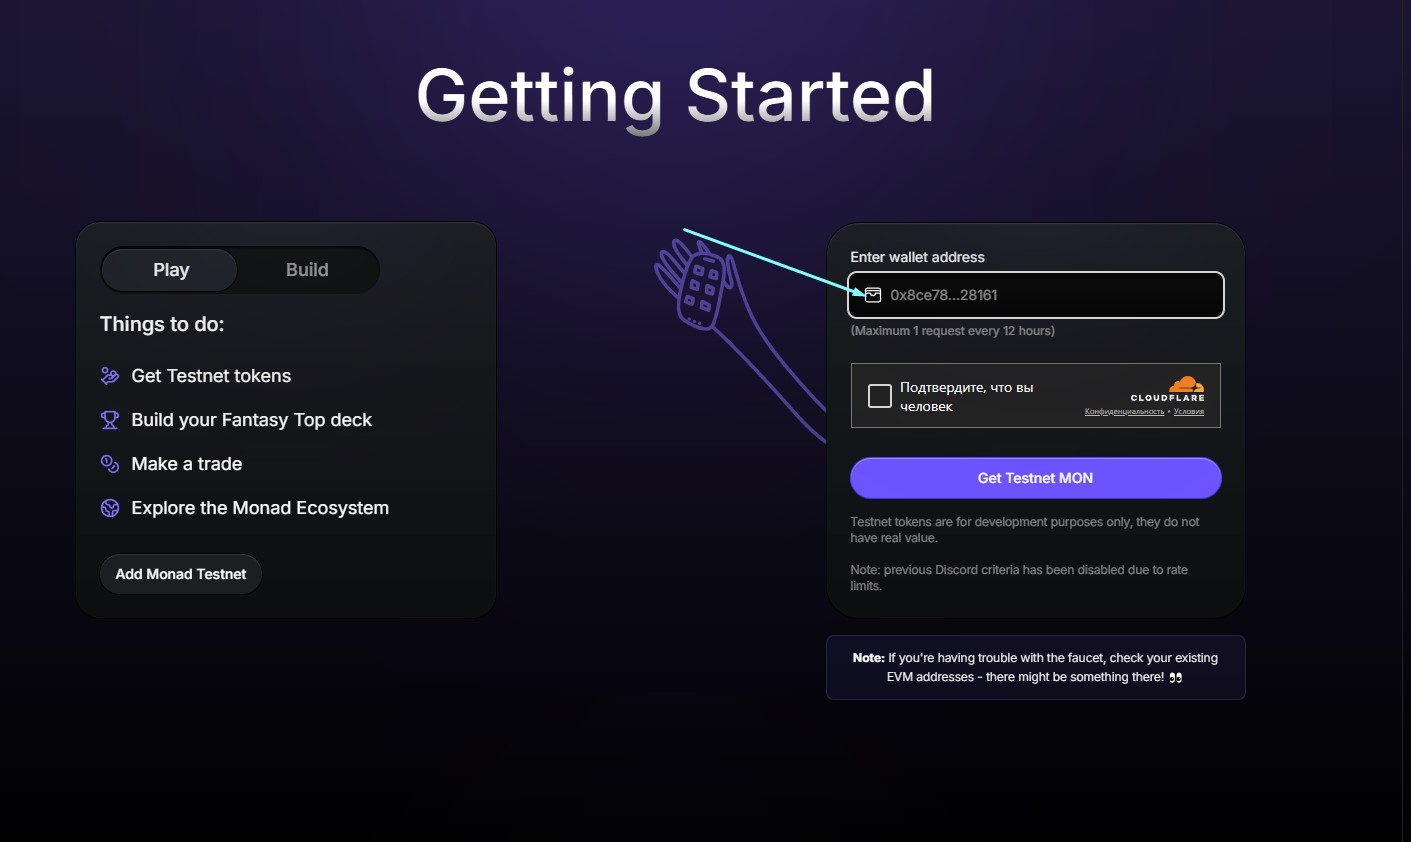 Getting Started
Play
Build
Things to do:
Get Testnet tokens
Build your Fantasy Top deck
Make a trade
Explore the Monad Ecosystem
Add Monad Testnet
Enter wallet address
0x8ce78...28161
(Maximum 1 request every 12 hours)
Подтвердите, что вы
человек
CLOUDFLARE
Конфиденциальность • Условия
Get Testnet MON
Testnet tokens are for development purposes only, they do not
have real value.
Note: previous Discord criteria has been disabled due to rate
limits.
Note: If you're having trouble with the faucet, check your existing
EVM addresses - there might be something there! 👀